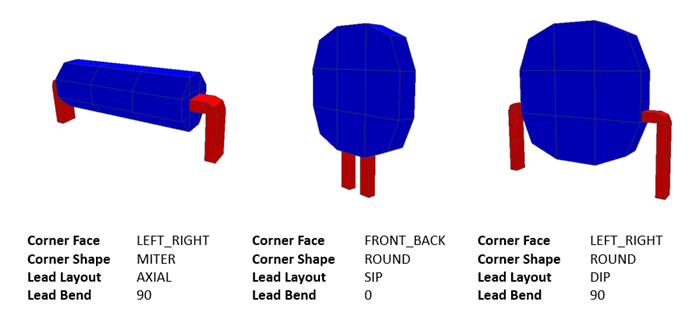 Corner Face LEFT_RIGHT
Corner Shape MITER
Lead Layout AXIAL
Lead Bend 90
Corner Face FRONT_BACK
Corner Shape ROUND
Lead Layout SIP
Lead Bend 0
Corner Face LEFT_RIGHT
Corner Shape ROUND
Lead Layout DIP
Lead Bend 90